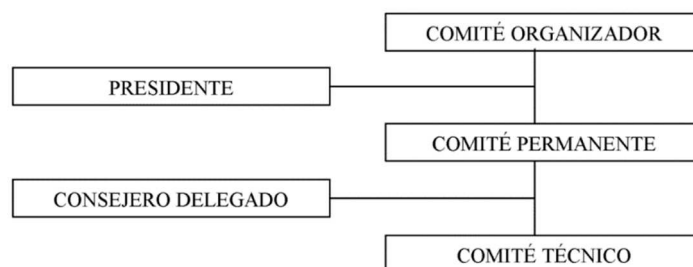 COMITÉ ORGANIZADOR
PRESIDENTE
COMITÉ PERMANENTE
CONSEJERO DELEGADO
COMITÉ TÉCNICO